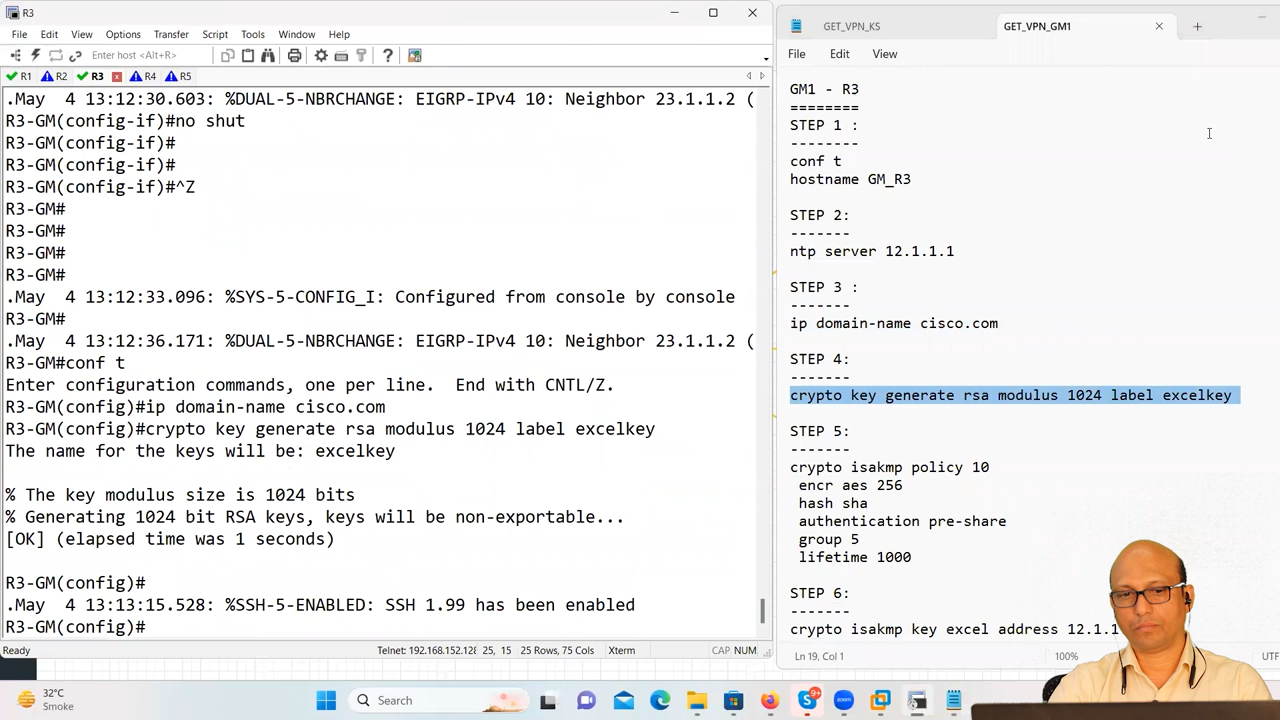 R3
File Edit View Options Transfer Script Tools Window Help
Enter host <Alt+R>
R1 R2 R3 R4 R5
.May  4 13:12:30.603: %DUAL-5-NBRCHANGE: EIGRP-IPv4 10: Neighbor 23.1.1.2 (
R3-GM(config-if)#no shut
R3-GM(config-if)#
R3-GM(config-if)#
R3-GM(config-if)#^Z
R3-GM#
R3-GM#
R3-GM#
R3-GM#
.May  4 13:12:33.096: %SYS-5-CONFIG_I: Configured from console by console
R3-GM#
.May  4 13:12:36.171: %DUAL-5-NBRCHANGE: EIGRP-IPv4 10: Neighbor 23.1.1.2 (
R3-GM#conf t
Enter configuration commands, one per line.  End with CNTL/Z.
R3-GM(config)#ip domain-name cisco.com
R3-GM(config)#crypto key generate rsa modulus 1024 label excelkey
The name for the keys will be: excelkey
% The key modulus size is 1024 bits
% Generating 1024 bit RSA keys, keys will be non-exportable...
[OK] (elapsed time was 1 seconds)
R3-GM(config)#
.May  4 13:13:15.528: %SSH-5-ENABLED: SSH 1.99 has been enabled
R3-GM(config)#
Ready Telnet: 192.168.152.128 25, 15 25 Rows, 75 Cols Xterm CAP NUM
GET_VPN_KS GET_VPN_GM1
File Edit View
GM1 - R3
========
STEP 1 :
--------
conf t
hostname GM_R3
STEP 2:
-------
ntp server 12.1.1.1
STEP 3 :
-------
ip domain-name cisco.com
STEP 4:
-------
crypto key generate rsa modulus 1024 label excelkey
STEP 5:
-------
crypto isakmp policy 10
encr aes 256
hash sha
authentication pre-share
group 5
lifetime 1000
STEP 6:
-------
crypto isakmp key excel address 12.1.1
Ln 19, Col 1 100% UTF
32°C
Smoke
Search
9+